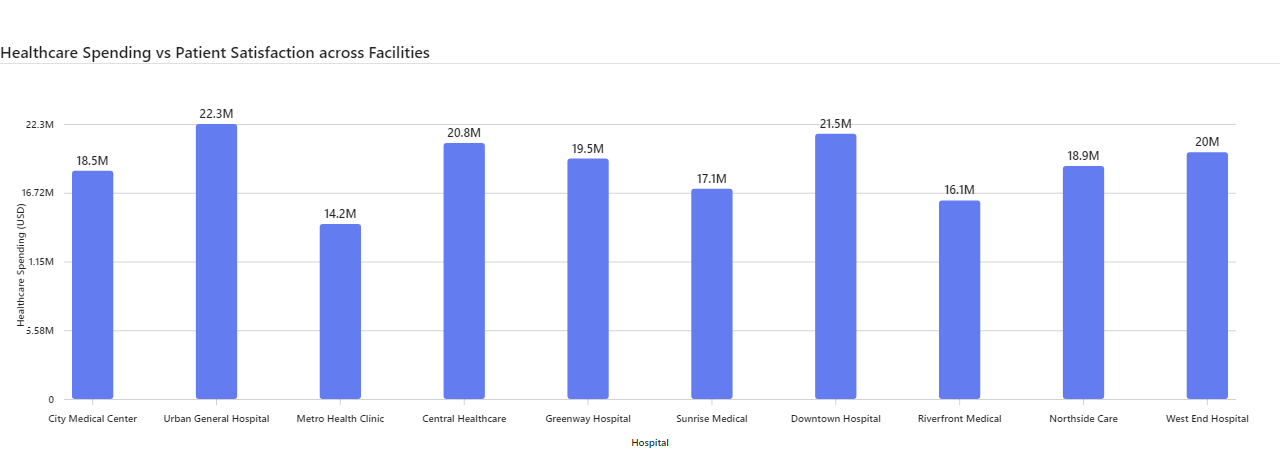 Healthcare Spending vs Patient Satisfaction across Facilities
22.3M
16.72M
1.15M
5.58M
0
Healthcare Spending (USD)
18.5M
22.3M
14.2M
20.8M
19.5M
17.1M
21.5M
16.1M
18.9M
20M
City Medical Center
Urban General Hospital
Metro Health Clinic
Central Healthcare
Greenway Hospital
Sunrise Medical
Downtown Hospital
Riverfront Medical
Northside Care
West End Hospital
Hospital